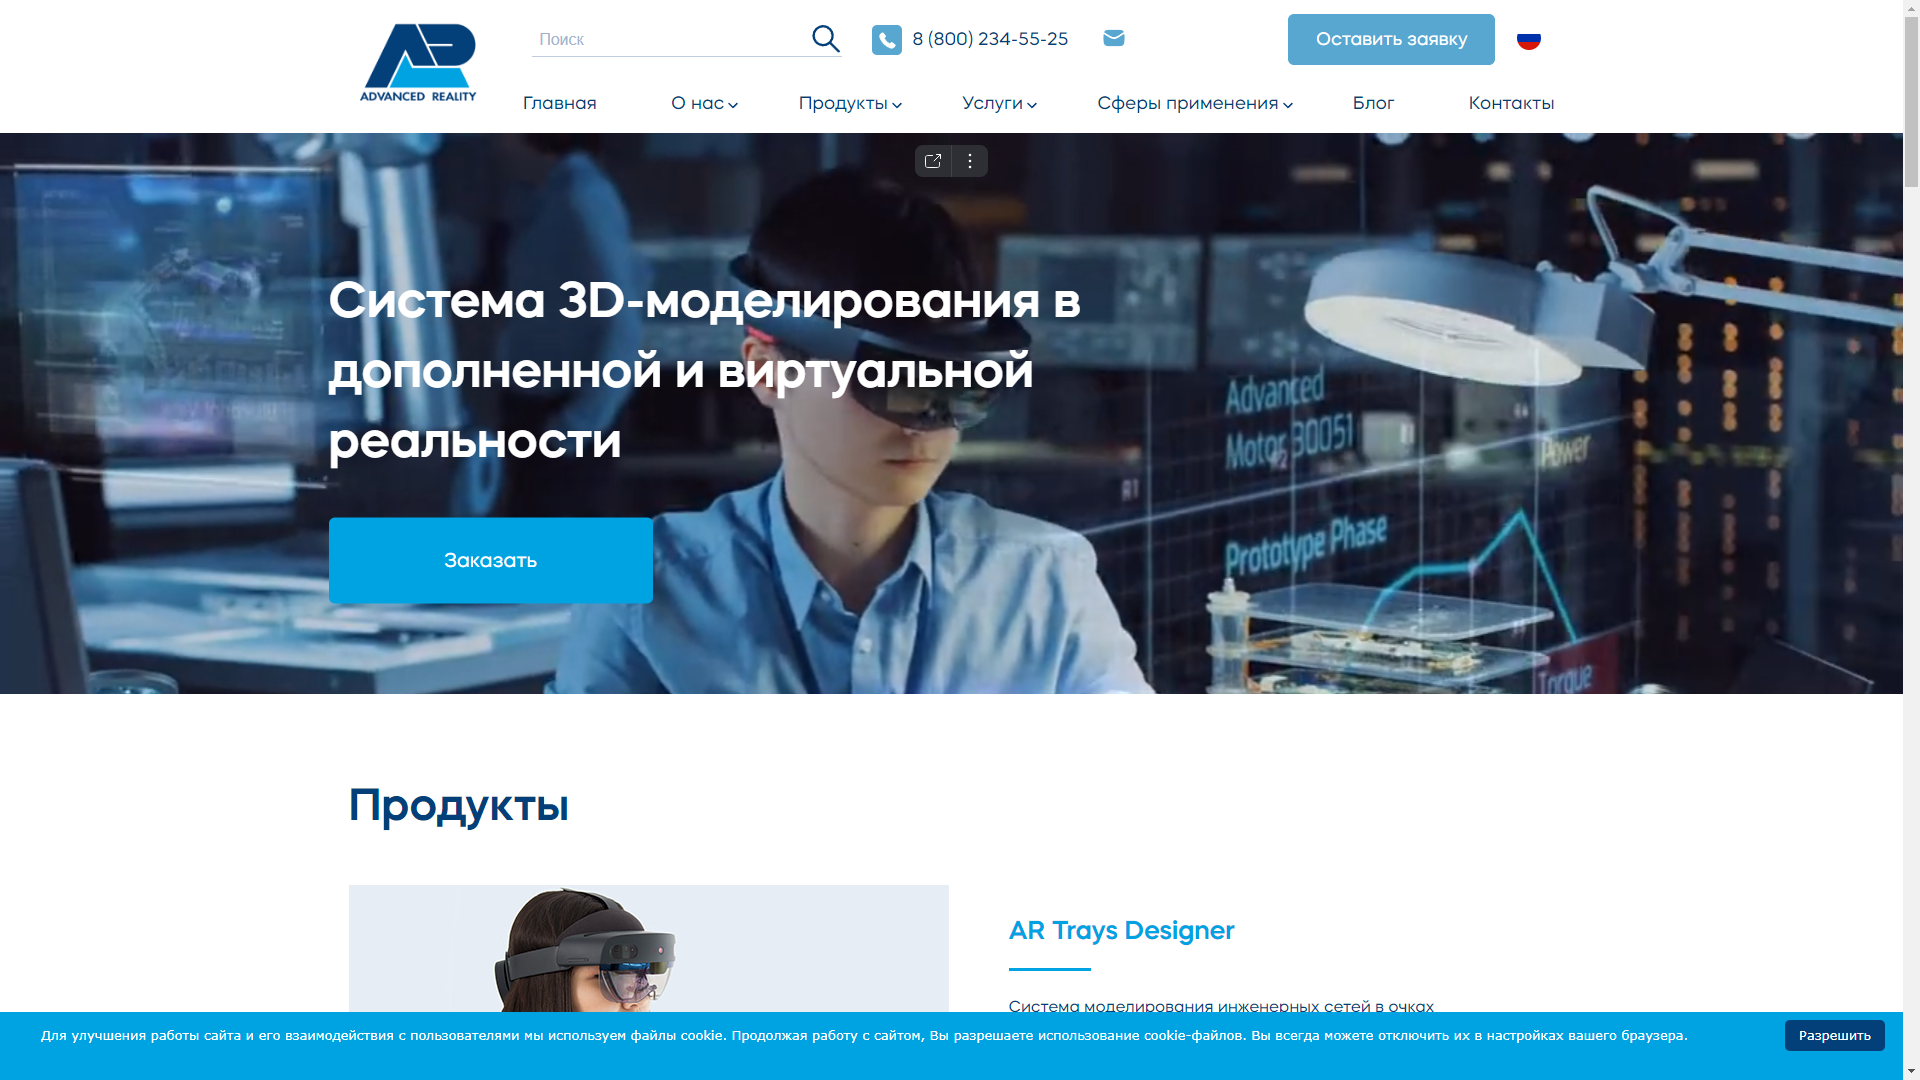 ADVANCED REALITY
Поиск
8 (800) 234-55-25
Оставить заявку
Главная
О нас
Продукты
Услуги
Сферы применения
Блог
Контакты
Система 3D-моделирования в
дополненной и виртуальной
реальности
Заказать
Advanced
Motor 30051
Power
Prototype Phase
Torque
Продукты
AR Trays Designer
Система моделирования инженерных сетей в очках
Для улучшения работы сайта и его взаимодействия с пользователями мы используем файлы cookie. Продолжая работу с сайтом, Вы разрешаете использование cookie-файлов. Вы всегда можете отключить их в настройках вашего браузера.
Разрешить